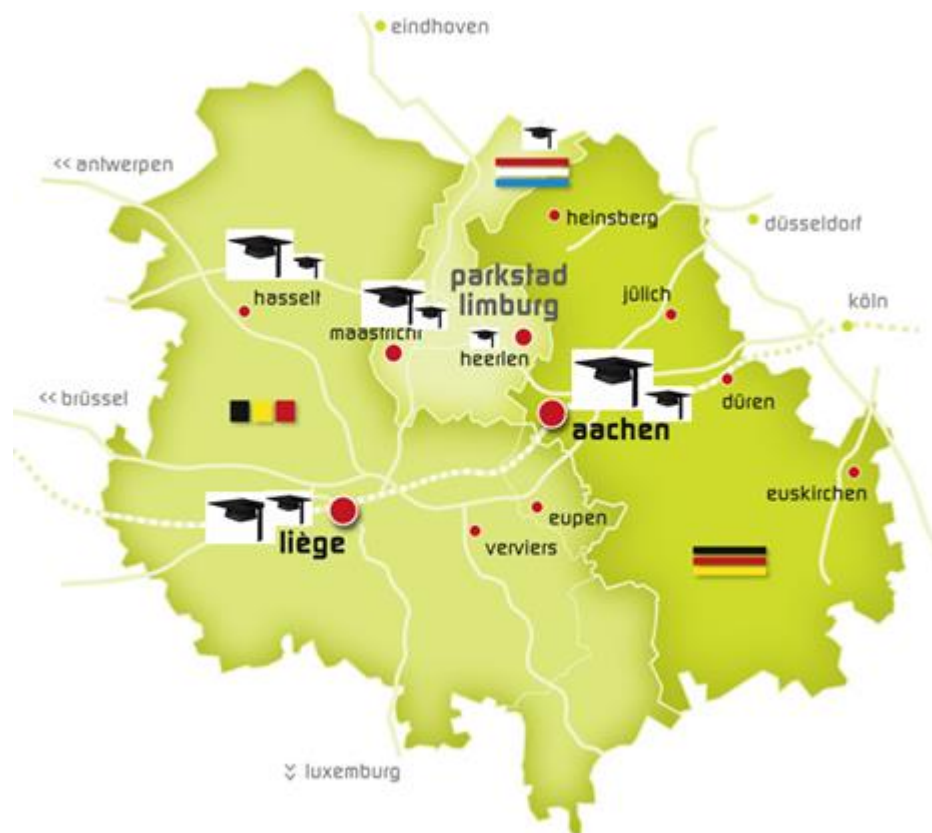 eindhoven
<< antwerpen
heinsberg
düsseldorf
hasselt
parkstad
limburg
jülich
köln
maastricht
heerlen
<< brüssel
düren
aachen
euskirchen
eupen
liège
verviers
luxemburg